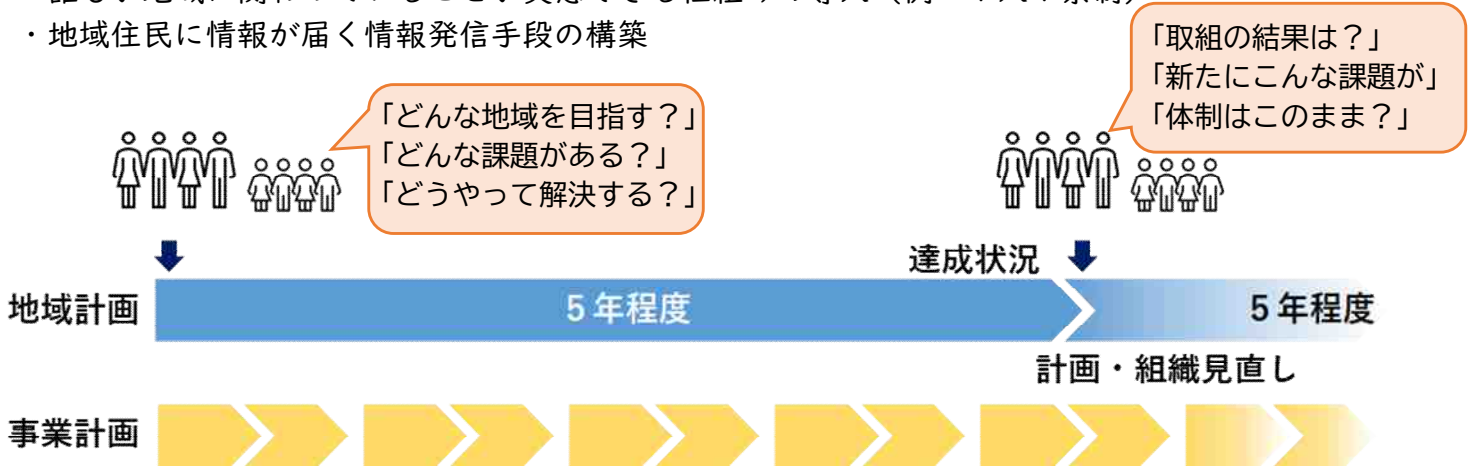 ・地域住民に情報が届く情報発信手段の構築
「取組の結果は？」
「新たにこんな課題が」
「体制はこのまま？」
「どんな地域を目指す？」
「どんな課題がある？」
「どうやって解決する？」
達成状況
地域計画
５年程度
５年程度
計画・組織見直し
事業計画